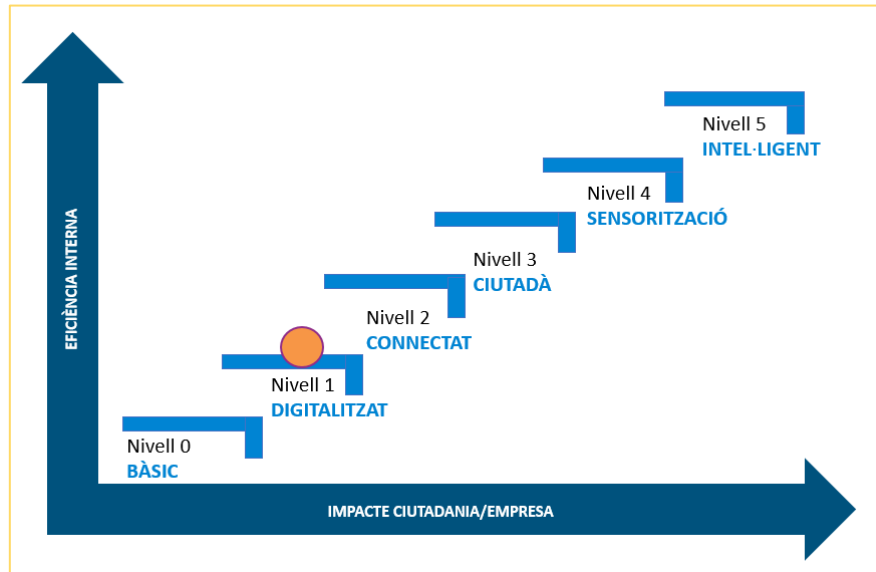 Nivell 5
INTEL·LIGENT
Nivell 4
SENSORITZACIÓ
Nivell 3
CIUTADÀ
Nivell 2
CONNECTAT
Nivell 1
DIGITALITZAT
Nivell 0
BÀSIC
EFICIÈNCIA INTERNA
IMPACTE CIUTADANIA/EMPRESA